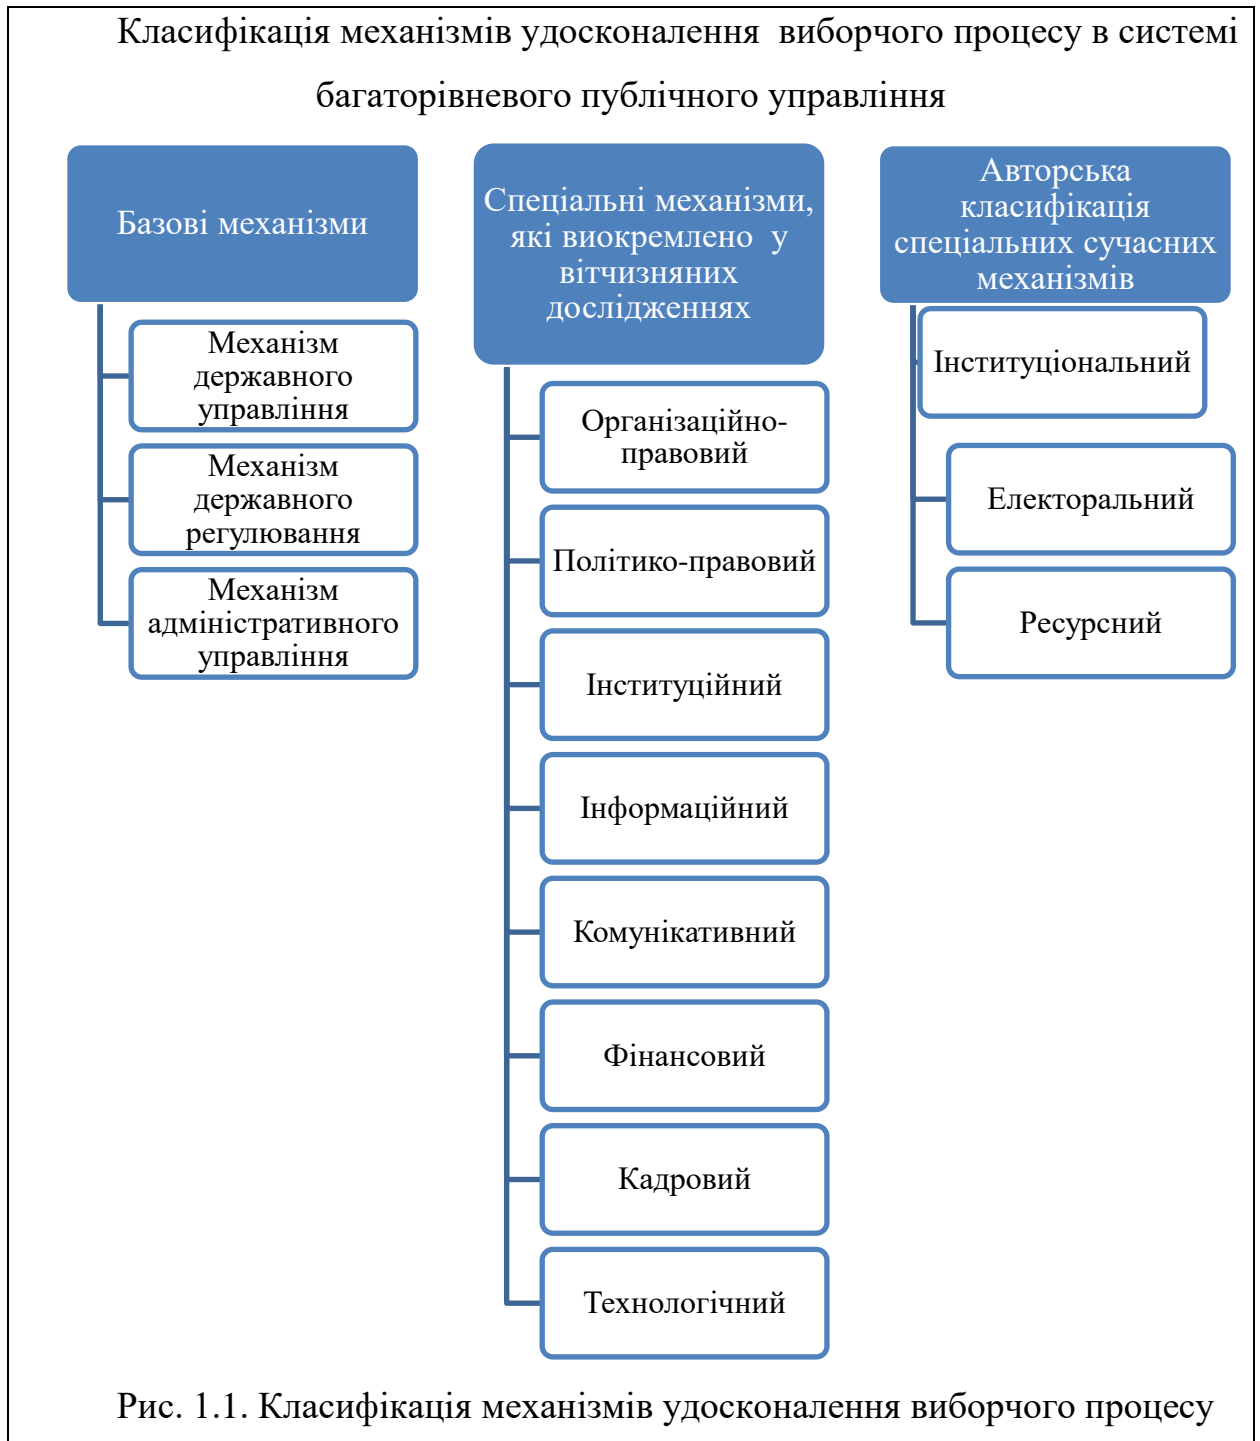 Класифікація механізмів удосконалення  виборчого процесу в системі
багаторівневого публічного управління
Базові механізми
Механізм
державного
управління
Механізм
державного
регулювання
Механізм
адміністративного
управління
Спеціальні механізми,
які виокремлено  у
вітчизняних
дослідженнях
Організаційно-
правовий
Політико-правовий
Інституційний
Інформаційний
Комунікативний
Фінансовий
Кадровий
Технологічний
Авторська
класифікація
спеціальних сучасних
механізмів
Інституціональний
Електоральний
Ресурсний
Рис. 1.1. Класифікація механізмів удосконалення виборчого процесу